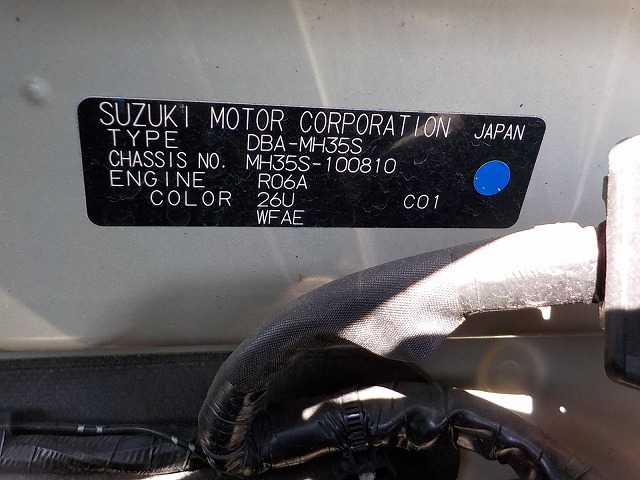 SUZUKI MOTOR CORPORATION JAPAN
TYPE DBA-MH35S
CHASSIS NO. MH35S-100810
ENGINE R06A
COLOR 26U C01
WFAE